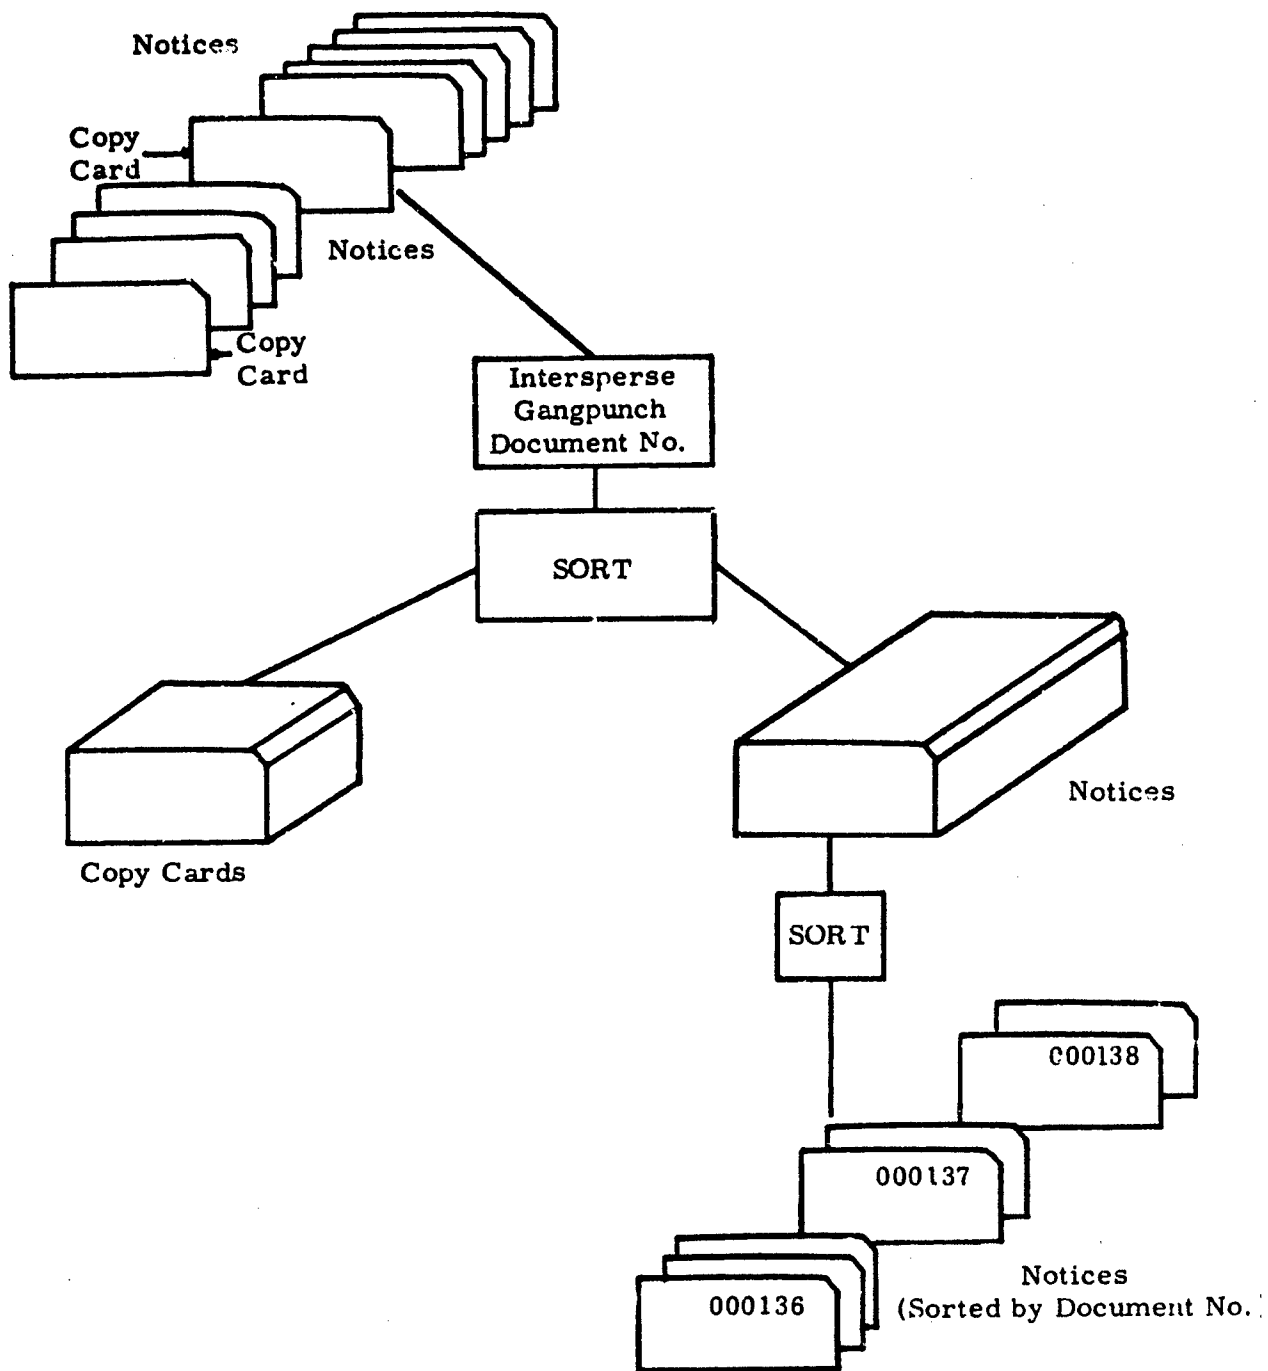 Notices
Copy
Card
Notices
Copy
Card
Intersperse
Gangpunch
Document No.
SORT
Copy Cards
Notices
SORT
000138
000137
000136
Notices
(Sorted by Document No.